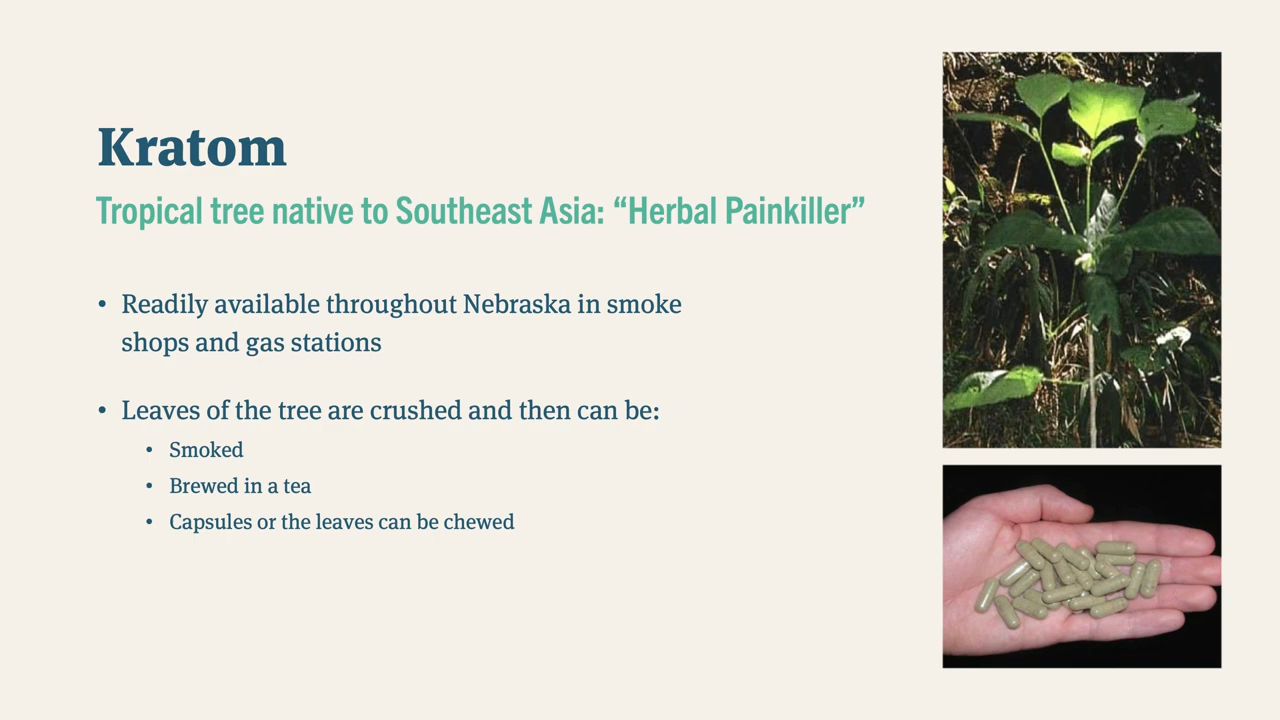 Kratom
Tropical tree native to Southeast Asia: “Herbal Painkiller”
• Readily available throughout Nebraska in smoke
shops and gas stations
• Leaves of the tree are crushed and then can be:
• Smoked
• Brewed in a tea
• Capsules or the leaves can be chewed